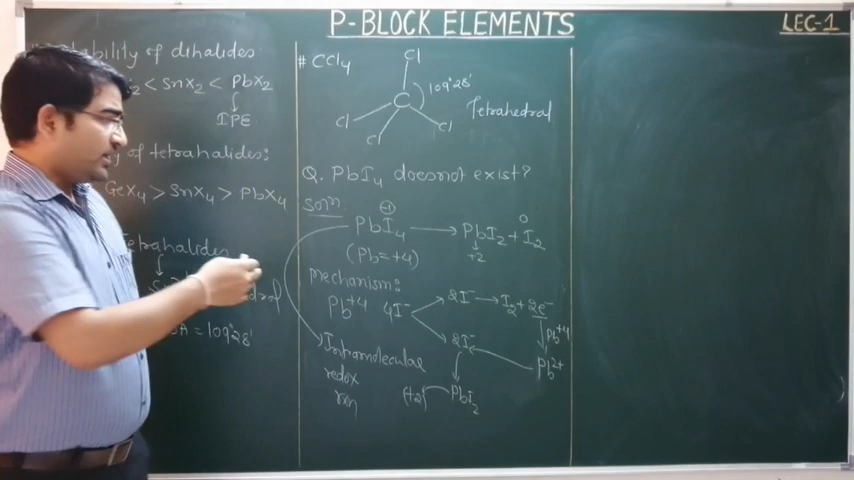 P-BLOCK ELEMENTS
LEC-1
stability of dihalides
< SnX2 < PbX2
IPE
of tetrahalides:
GeX4 > SnX4 > PbX4
Tetrahalides
= 109°28'
# CCl4
Cl
109°28'
C
Cl
Cl
Cl
Tetrahedral
Q. PbI4 doesnot exist?
Soln.
PbI4 → PbI2 + I2
0
+2
(Pb=+4)
Mechanism:
Pb+4 4I- → 2I- → I2 + 2e-
Pb+4
2I-
Pb2+
Intramolecular
redox
rxn
(+2) PbI2